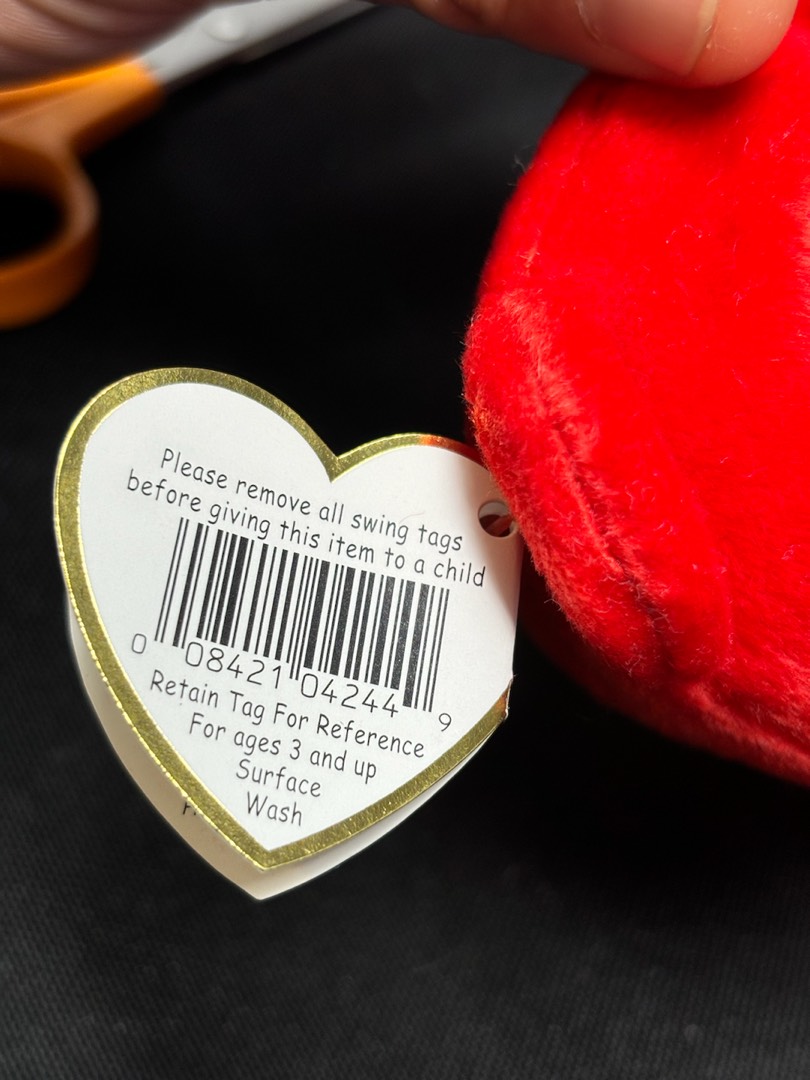 Please remove all swing tags
before giving this item to a child
0 08421 04244 9
Retain Tag For Reference
For ages 3 and up
Surface
Wash